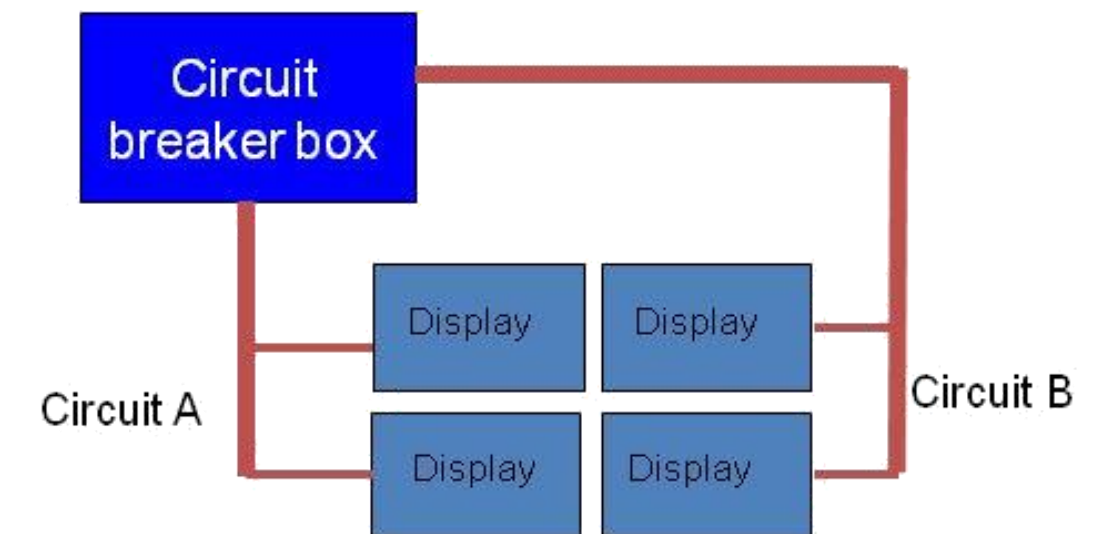 Circuit
breaker box
Display
Display
Circuit A
Circuit B
Display
Display